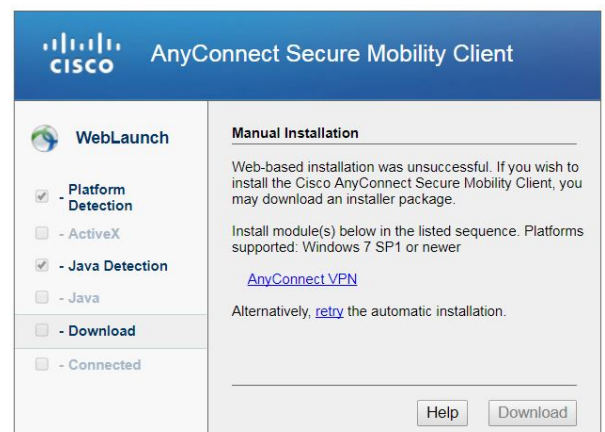 CISCO AnyConnect Secure Mobility Client
WebLaunch
- Platform
Detection
- ActiveX
- Java Detection
- Java
- Download
- Connected
Manual Installation
Web-based installation was unsuccessful. If you wish to
install the Cisco AnyConnect Secure Mobility Client, you
may download an installer package.
Install module(s) below in the listed sequence. Platforms
supported: Windows 7 SP1 or newer
AnyConnect VPN
Alternatively, retry the automatic installation.
Help Download